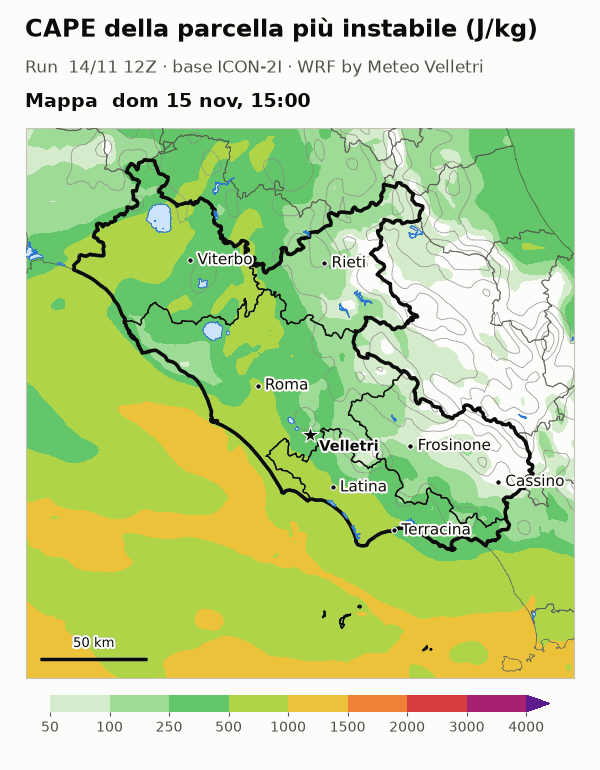 CAPE della parcella più instabile (J/kg)
Run 14/11 12Z · base ICON-2I · WRF by Meteo Velletri
Mappa dom 15 nov, 15:00
Viterbo
Rieti
Roma
Velletri
Frosinone
Cassino
Latina
Terracina
50 km
50 100 250 500 1000 1500 2000 3000 4000